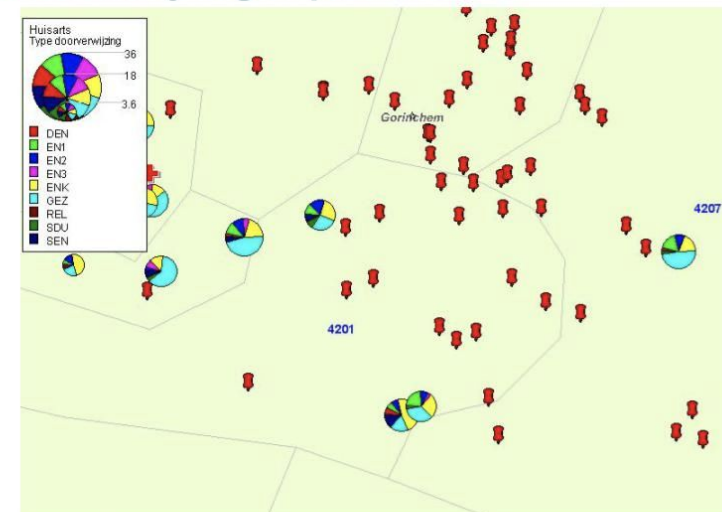 Huisarts
Type doorverwijzing
36
18
3.6
DEN
EN1
EN2
EN3
ENK
GEZ
REL
SDU
SEN
Gorinchem
4207
4201